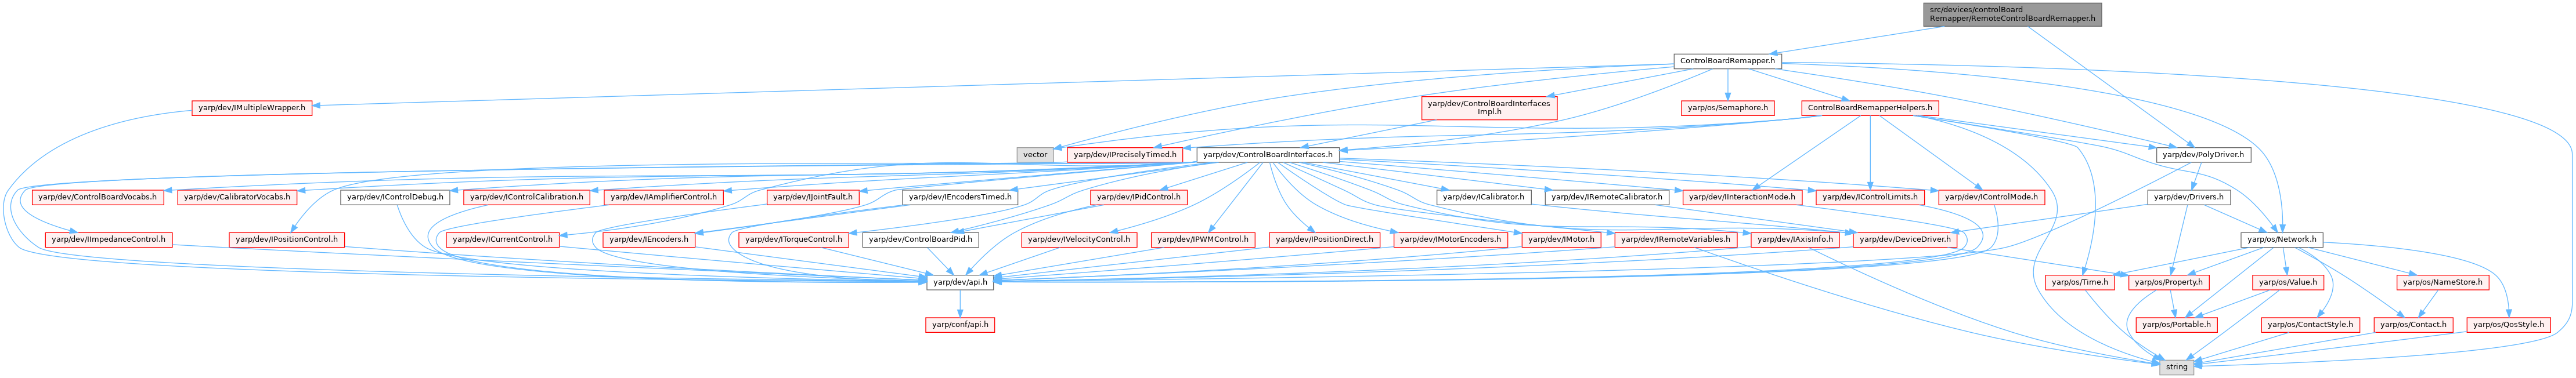 src/devices/controlBoard
Remapper/RemoteControlBoardRemapper.h
ControlBoardRemapper.h
yarp/dev/IMultipleWrapper.h
yarp/dev/ControlBoardInterfaces
Impl.h
yarp/os/Semaphore.h
ControlBoardRemapperHelpers.h
vector
yarp/dev/IPreciselyTimed.h
yarp/dev/ControlBoardInterfaces.h
yarp/dev/PolyDriver.h
yarp/dev/ControlBoardVocabs.h
yarp/dev/CalibratorVocabs.h
yarp/dev/IControlDebug.h
yarp/dev/IControlCalibration.h
yarp/dev/IAmplifierControl.h
yarp/dev/IJointFault.h
yarp/dev/IEncodersTimed.h
yarp/dev/IPidControl.h
yarp/dev/ICalibrator.h
yarp/dev/IRemoteCalibrator.h
yarp/dev/IInteractionMode.h
yarp/dev/IControlLimits.h
yarp/dev/IControlMode.h
yarp/dev/Drivers.h
yarp/dev/IImpedanceControl.h
yarp/dev/IPositionControl.h
yarp/dev/ICurrentControl.h
yarp/dev/IEncoders.h
yarp/dev/ITorqueControl.h
yarp/dev/ControlBoardPid.h
yarp/dev/IVelocityControl.h
yarp/dev/IPWMControl.h
yarp/dev/IPositionDirect.h
yarp/dev/IMotorEncoders.h
yarp/dev/IMotor.h
yarp/dev/IRemoteVariables.h
yarp/dev/IAxisInfo.h
yarp/dev/DeviceDriver.h
yarp/os/Network.h
yarp/dev/api.h
yarp/os/Time.h
yarp/os/Property.h
yarp/os/Value.h
yarp/os/NameStore.h
yarp/conf/api.h
yarp/os/Portable.h
yarp/os/ContactStyle.h
yarp/os/Contact.h
yarp/os/QosStyle.h
string